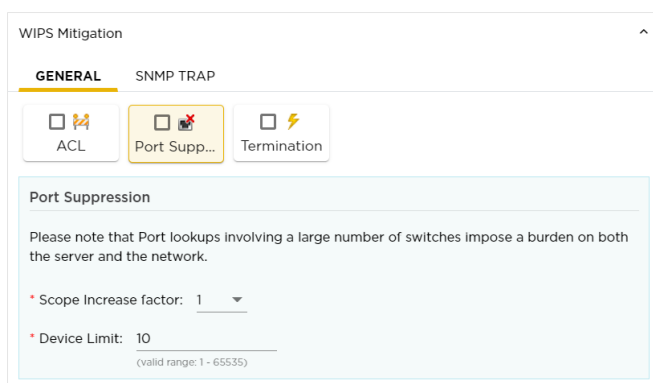 WIPS Mitigation
GENERAL SNMP TRAP
ACL Port Supp... Termination
Port Suppression
Please note that Port lookups involving a large number of switches impose a burden on both
the server and the network.
* Scope Increase factor: 1
* Device Limit: 10
(valid range: 1 - 65535)